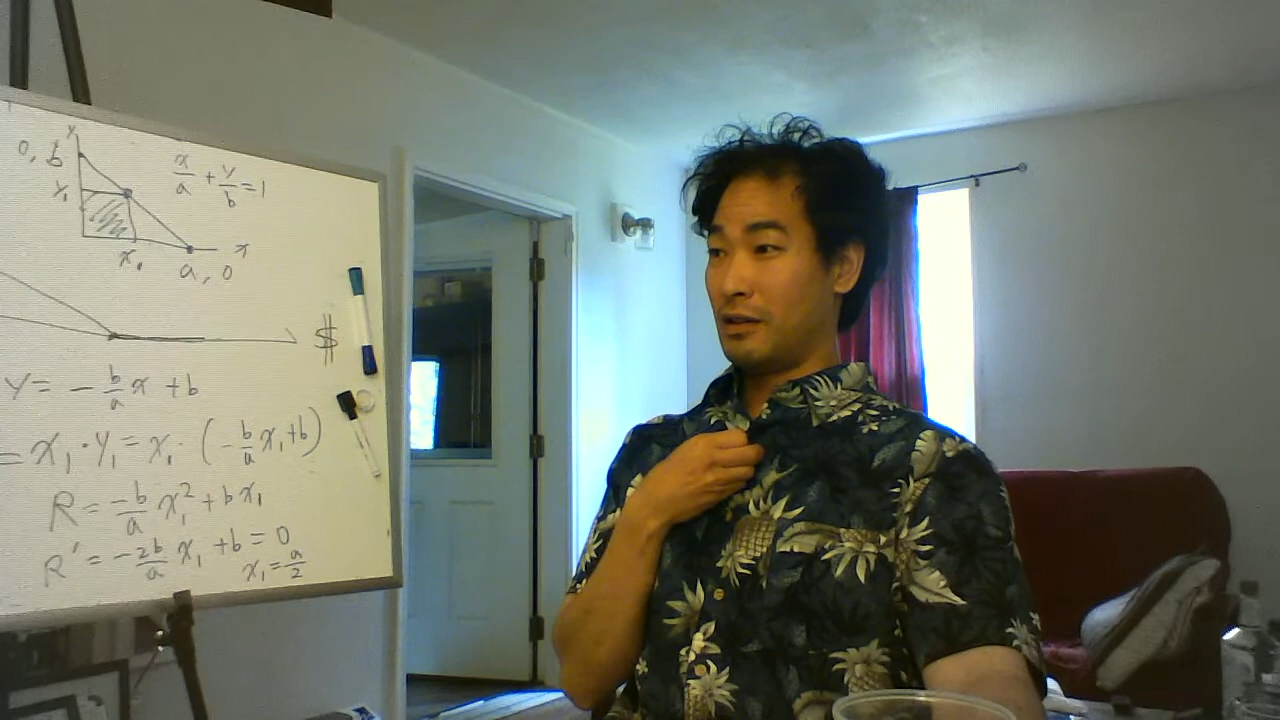 y
0, b
x/a + y/b = 1
y₁
x
x₁
a, 0
$
Y = - b/a x + b
= x₁ · y₁ = x₁ · (- b/a x₁ + b)
R = -b/a x₁² + b x₁
R' = - 2b/a x₁ + b = 0
x₁ = a/2